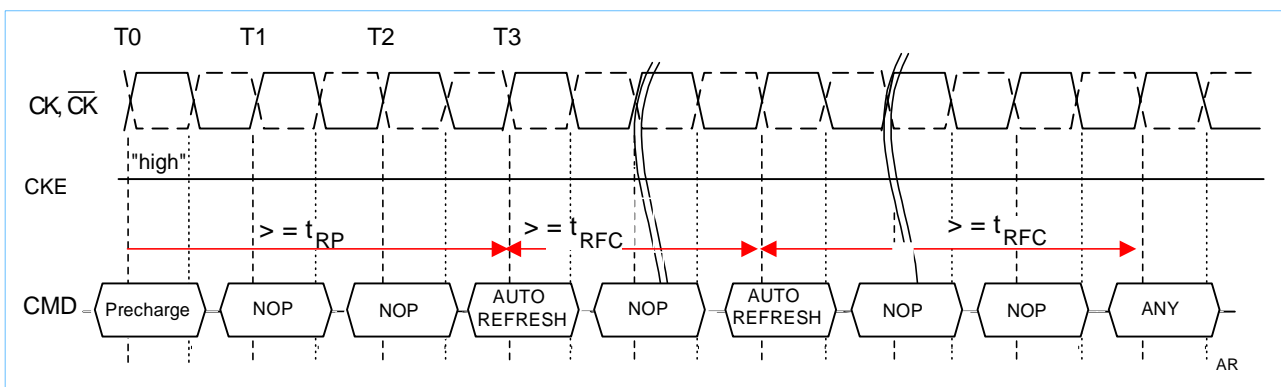 T0 T1 T2 T3
CK, CK
"high"
CKE
> = tRP > = tRFC > = tRFC
CMD Precharge NOP NOP AUTO REFRESH NOP AUTO REFRESH NOP NOP ANY
AR